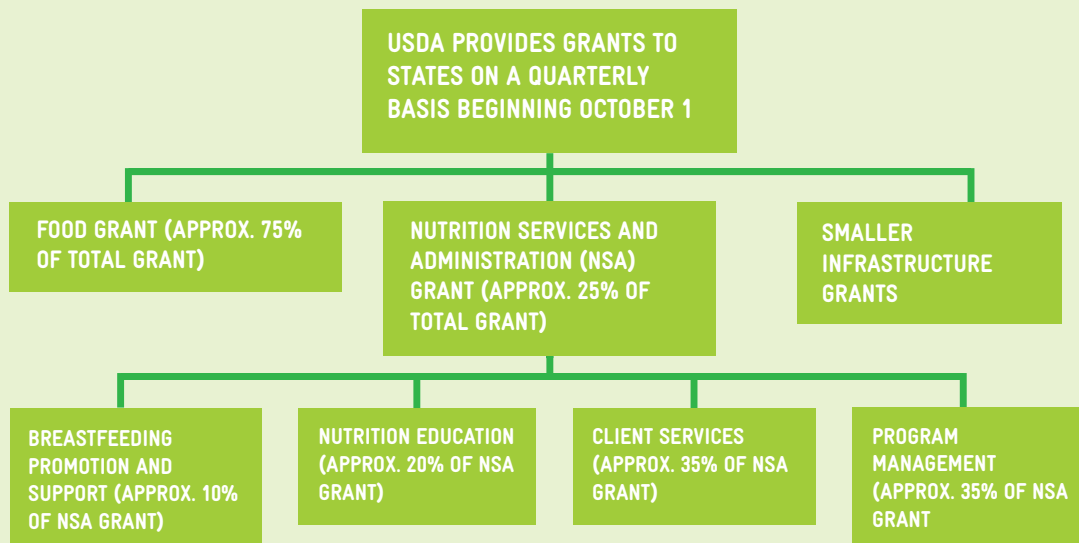 USDA PROVIDES GRANTS TO
STATES ON A QUARTERLY
BASIS BEGINNING OCTOBER 1
FOOD GRANT (APPROX. 75%
OF TOTAL GRANT)
NUTRITION SERVICES AND
ADMINISTRATION (NSA)
GRANT (APPROX. 25% OF
TOTAL GRANT)
SMALLER
INFRASTRUCTURE
GRANTS
BREASTFEEDING
PROMOTION AND
SUPPORT (APPROX. 10%
OF NSA GRANT)
NUTRITION EDUCATION
(APPROX. 20% OF NSA
GRANT)
CLIENT SERVICES
(APPROX. 35% OF NSA
GRANT)
PROGRAM
MANAGEMENT
(APPROX. 35% OF NSA
GRANT